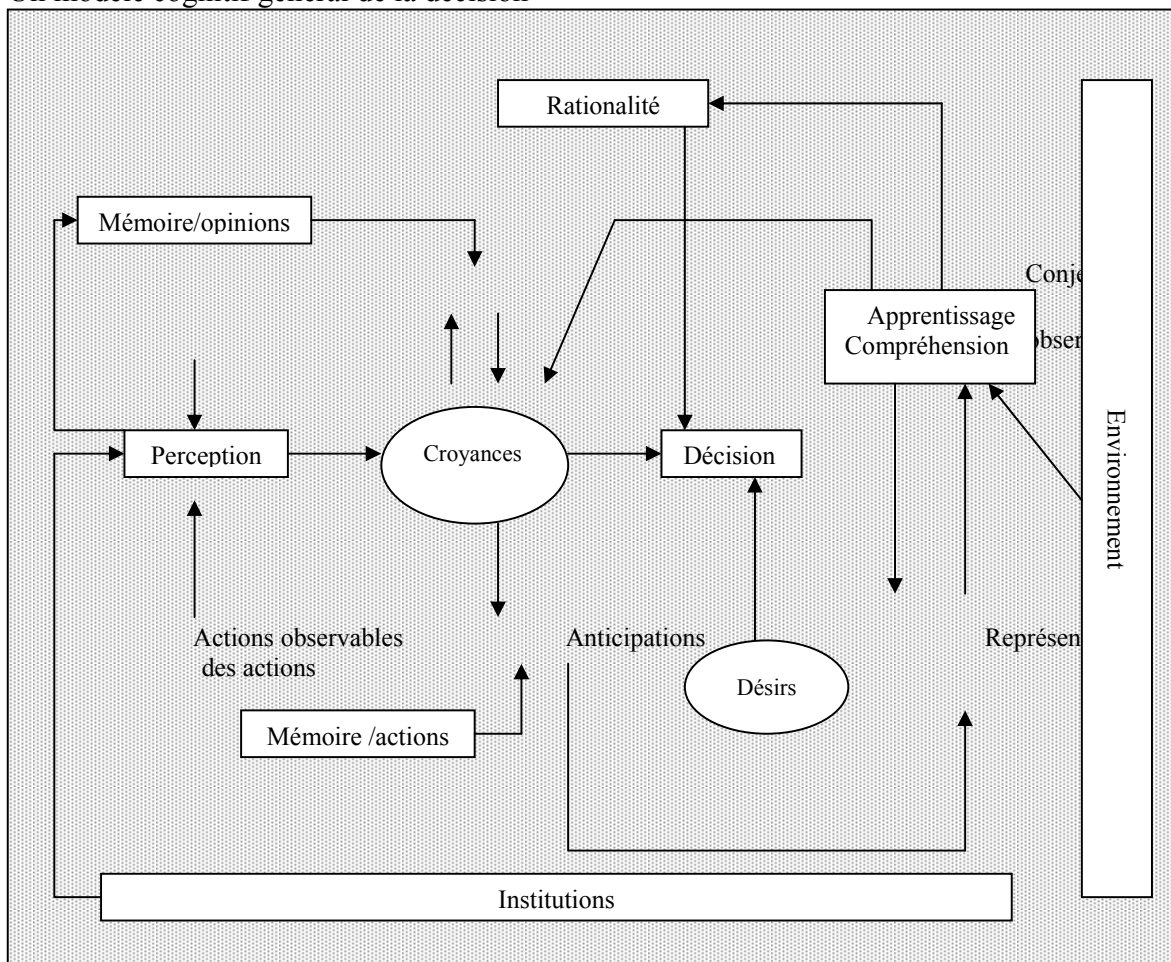 Un modèle cognitif général de la décision
Rationalité
Mémoire/opinions
Apprentissage
Compréhension
Perception
Croyances
Décision
Environnement
Actions observables
des actions
Anticipations
Désirs
Mémoire /actions
Institutions